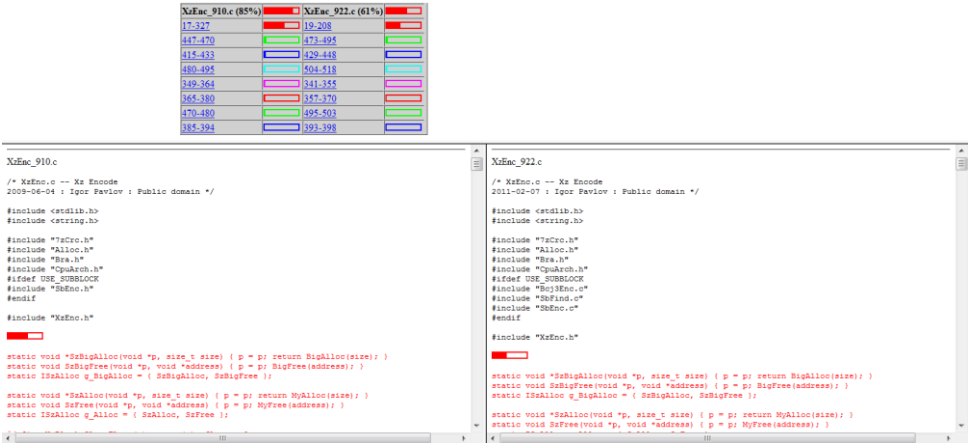 XzEnc_910.c (85%) XzEnc_922.c (61%)
17-327 19-208
447-470 473-495
415-433 429-448
480-495 504-518
349-364 341-355
365-380 357-370
470-480 495-503
385-394 393-398
XzEnc_910.c
/* XzEnc.c -- Xz Encode
2009-06-04 : Igor Pavlov : Public domain */
#include <stdlib.h>
#include <string.h>
#include "7zCrc.h"
#include "Alloc.h"
#include "Bra.h"
#include "CpuArch.h"
#ifdef USE_SUBBLOCK
#include "SbEnc.h"
#endif
#include "XzEnc.h"
static void *SzBigAlloc(void *p, size_t size) { p = p; return BigAlloc(size); }
static void SzBigFree(void *p, void *address) { p = p; BigFree(address); }
static ISzAlloc g_BigAlloc = { SzBigAlloc, SzBigFree };
static void *SzAlloc(void *p, size_t size) { p = p; return MyAlloc(size); }
static void SzFree(void *p, void *address) { p = p; MyFree(address); }
static ISzAlloc g_Alloc = { SzAlloc, SzFree };
XzEnc_922.c
/* XzEnc.c -- Xz Encode
2011-02-07 : Igor Pavlov : Public domain */
#include <stdlib.h>
#include <string.h>
#include "7zCrc.h"
#include "Alloc.h"
#include "Bra.h"
#include "CpuArch.h"
#ifdef USE_SUBBLOCK
#include "Bcj3Enc.c"
#include "SbFind.c"
#include "SbEnc.c"
#endif
#include "XzEnc.h"
static void *SzBigAlloc(void *p, size_t size) { p = p; return BigAlloc(size); }
static void SzBigFree(void *p, void *address) { p = p; BigFree(address); }
static ISzAlloc g_BigAlloc = { SzBigAlloc, SzBigFree };
static void *SzAlloc(void *p, size_t size) { p = p; return MyAlloc(size); }
static void SzFree(void *p, void *address) { p = p; MyFree(address); }